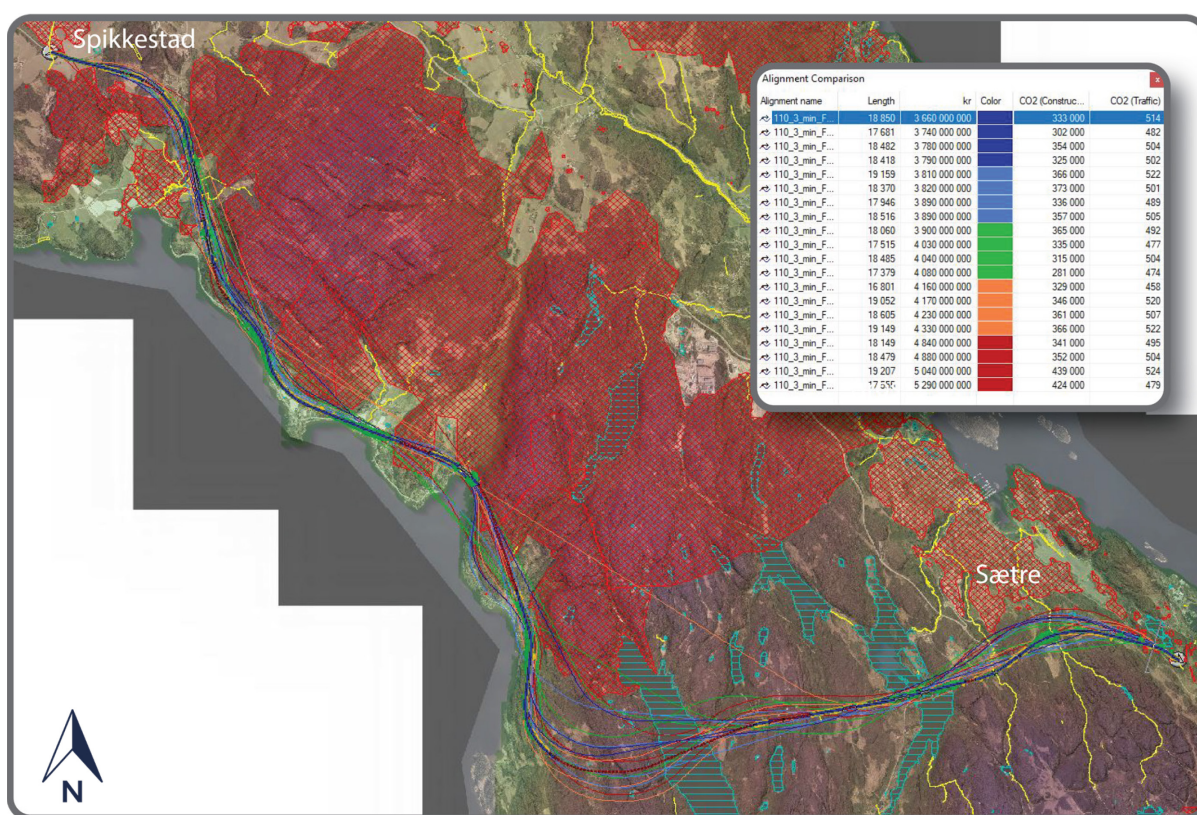 Spikkestad
Alignment Comparison
x
Alignment name Length kr Color CO2 (Construc... CO2 (Traffic)
110_3_min_F... 18 850 3 660 000 000 333 000 514
110_3_min_F... 17 681 3 740 000 000 302 000 482
110_3_min_F... 18 482 3 780 000 000 354 000 504
110_3_min_F... 18 418 3 790 000 000 325 000 502
110_3_min_F... 19 159 3 810 000 000 366 000 522
110_3_min_F... 18 370 3 820 000 000 373 000 501
110_3_min_F... 17 946 3 890 000 000 336 000 489
110_3_min_F... 18 516 3 890 000 000 357 000 505
110_3_min_F... 18 060 3 900 000 000 365 000 492
110_3_min_F... 17 515 4 030 000 000 335 000 477
110_3_min_F... 18 485 4 040 000 000 315 000 504
110_3_min_F... 17 379 4 080 000 000 281 000 474
110_3_min_F... 16 801 4 160 000 000 329 000 458
110_3_min_F... 19 052 4 170 000 000 346 000 520
110_3_min_F... 18 605 4 230 000 000 361 000 507
110_3_min_F... 19 149 4 330 000 000 366 000 522
110_3_min_F... 18 149 4 840 000 000 341 000 495
110_3_min_F... 18 479 4 880 000 000 352 000 504
110_3_min_F... 19 207 5 040 000 000 439 000 524
110_3_min_F... 5 290 000 000 424 000 479
Sætre
N